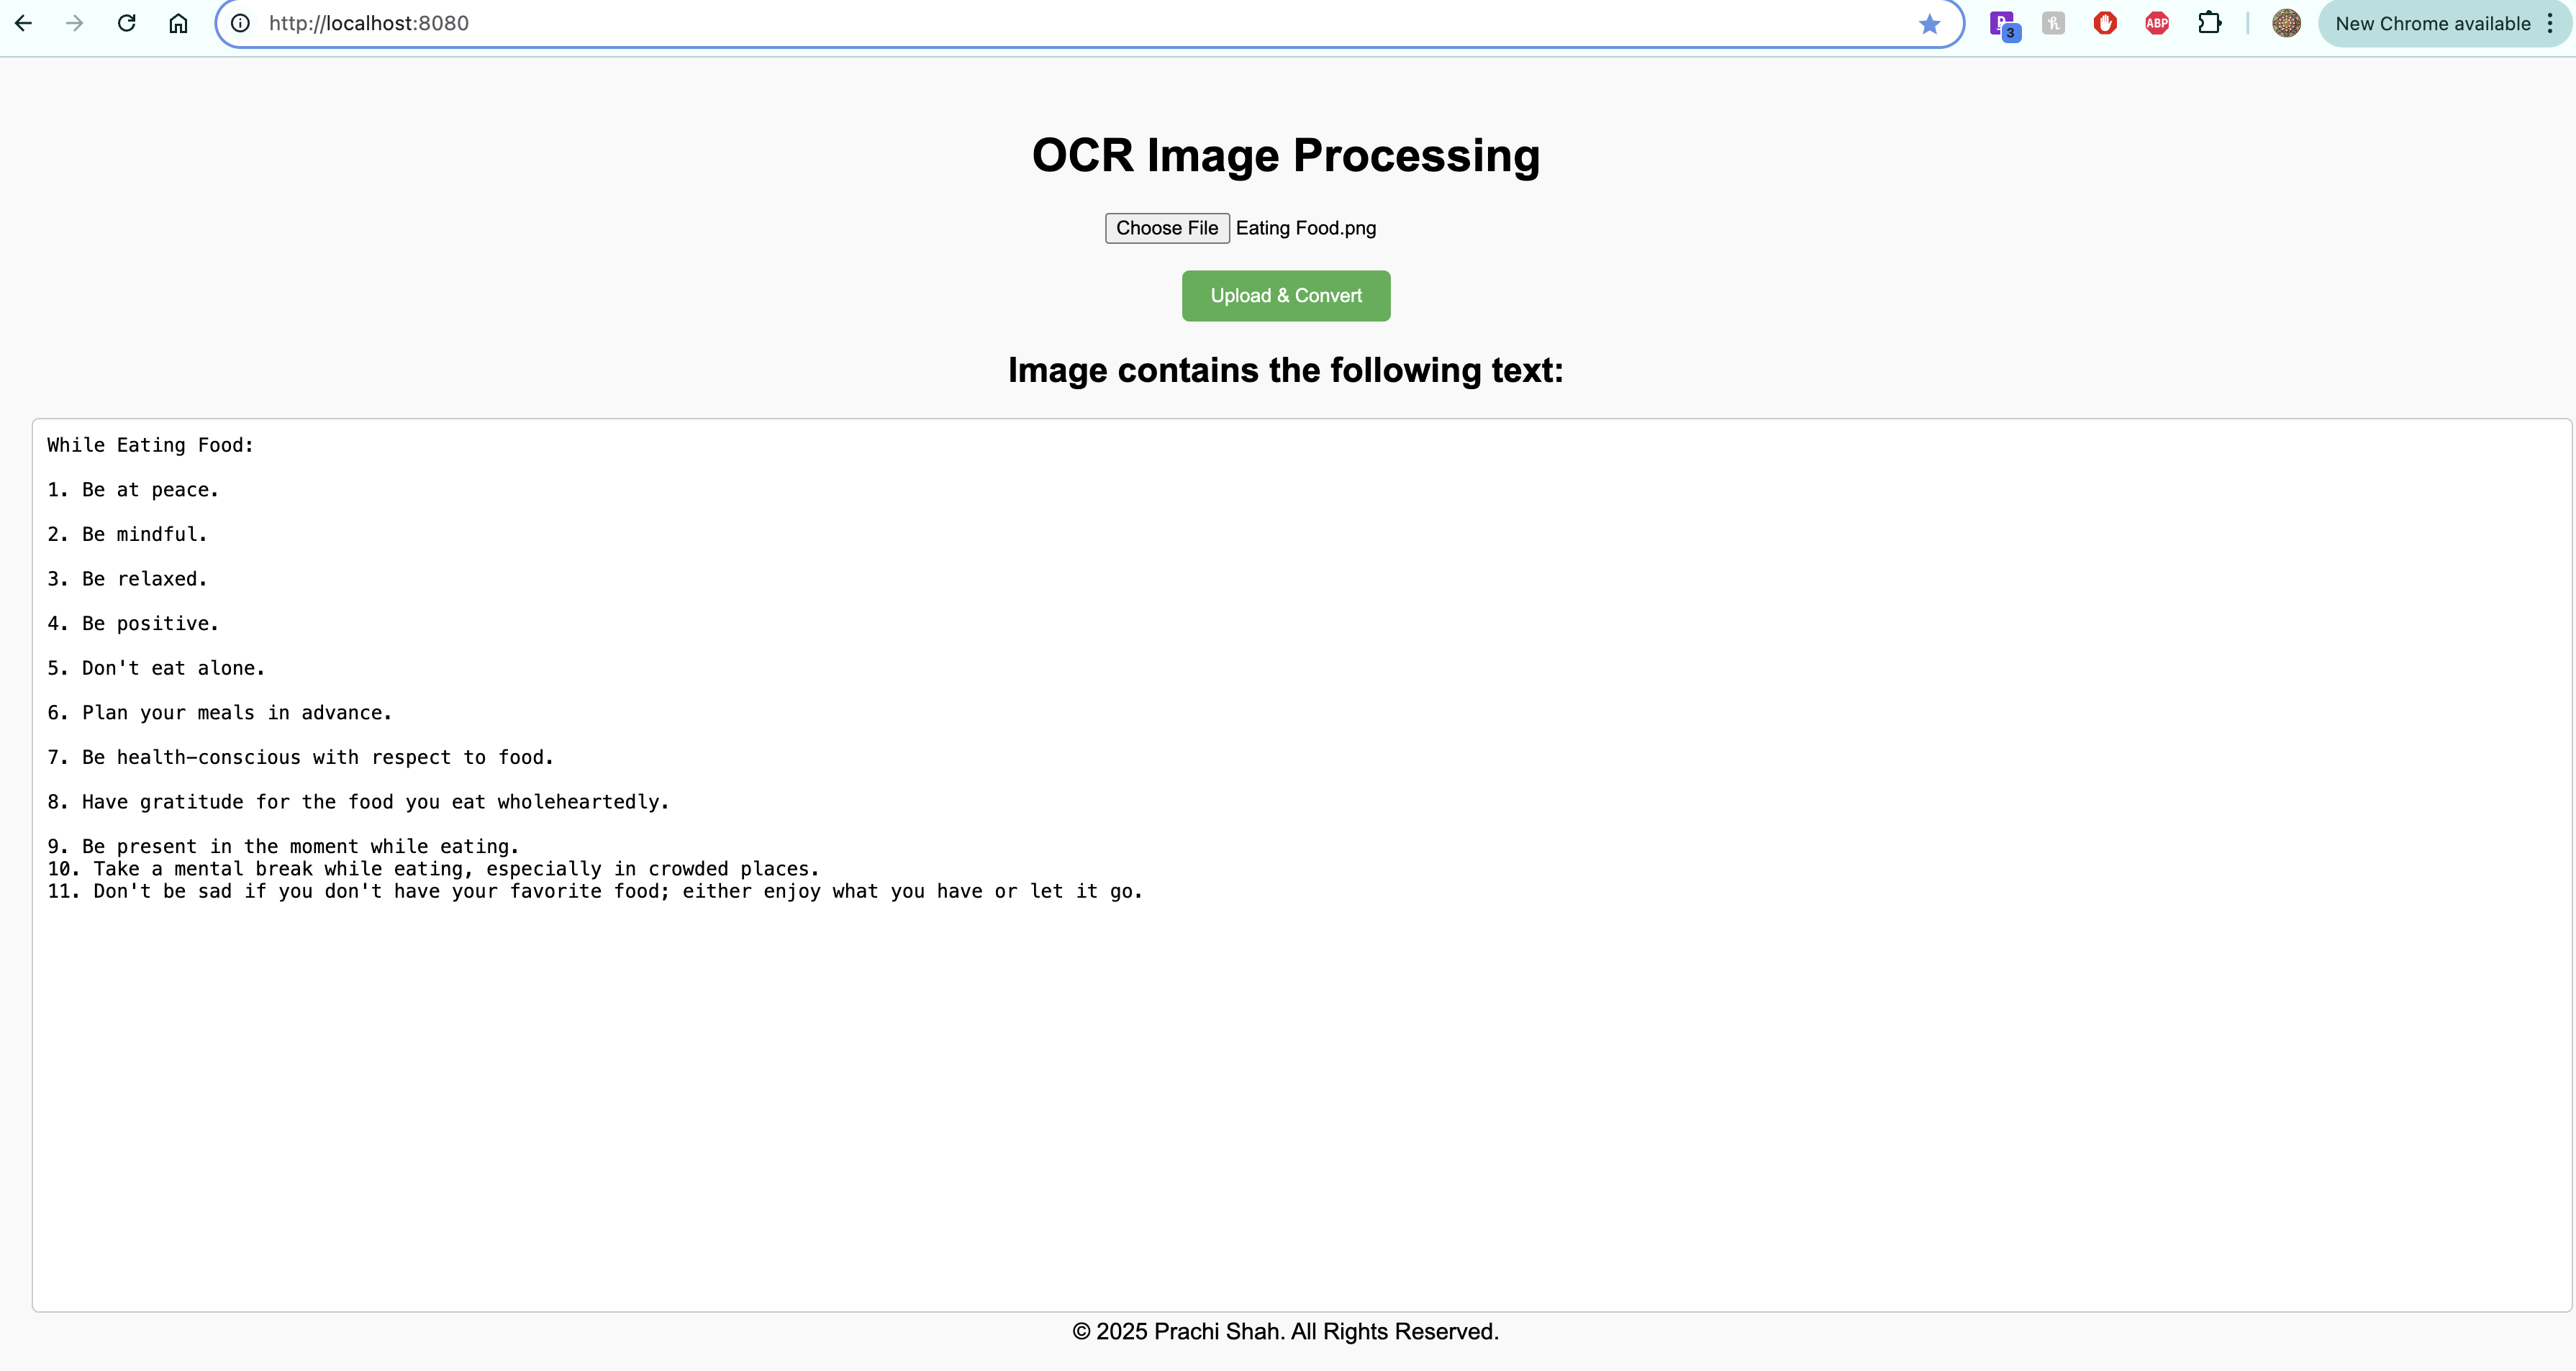 http://localhost:8080
3
ABP
New Chrome available
OCR Image Processing
Choose File Eating Food.png
Upload & Convert
Image contains the following text:
While Eating Food:
1. Be at peace.
2. Be mindful.
3. Be relaxed.
4. Be positive.
5. Don't eat alone.
6. Plan your meals in advance.
7. Be health-conscious with respect to food.
8. Have gratitude for the food you eat wholeheartedly.
9. Be present in the moment while eating.
10. Take a mental break while eating, especially in crowded places.
11. Don't be sad if you don't have your favorite food; either enjoy what you have or let it go.
© 2025 Prachi Shah. All Rights Reserved.